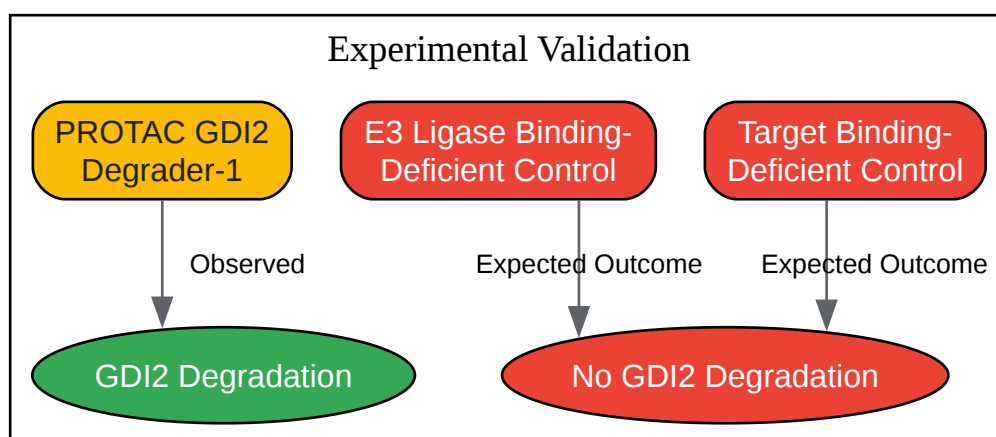 Experimental Validation
PROTAC GDI2
Degrader-1
E3 Ligase Binding-
Deficient Control
Target Binding-
Deficient Control
Observed
Expected Outcome
Expected Outcome
GDI2 Degradation
No GDI2 Degradation